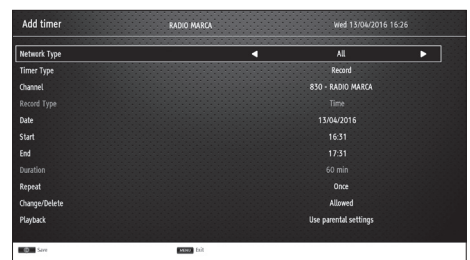 Add timer RADIO MARCA Wed 13/04/2016 16:26
Network Type All
Timer Type Record
Channel 830 - RADIO MARCA
Record Type Time
Date 13/04/2016
Start 16:31
End 17:31
Duration 60 min
Repeat Once
Change/Delete Allowed
Playback Use parental settings
Save MENU Exit